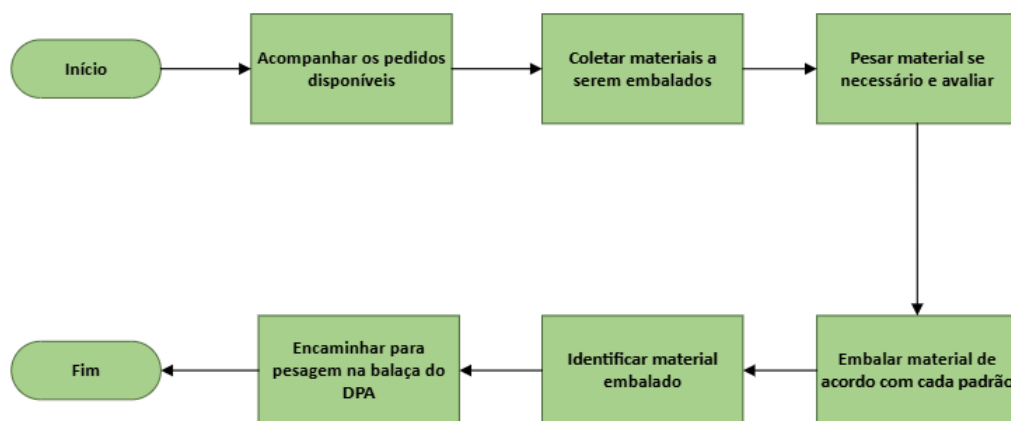 Início
Acompanhar os pedidos
disponíveis
Coletar materiais a
serem embalados
Pesar material se
necessário e avaliar
Embalar material de
acordo com cada padrão
Identificar material
embalado
Encaminhar para
pesagem na balaça do
DPA
Fim